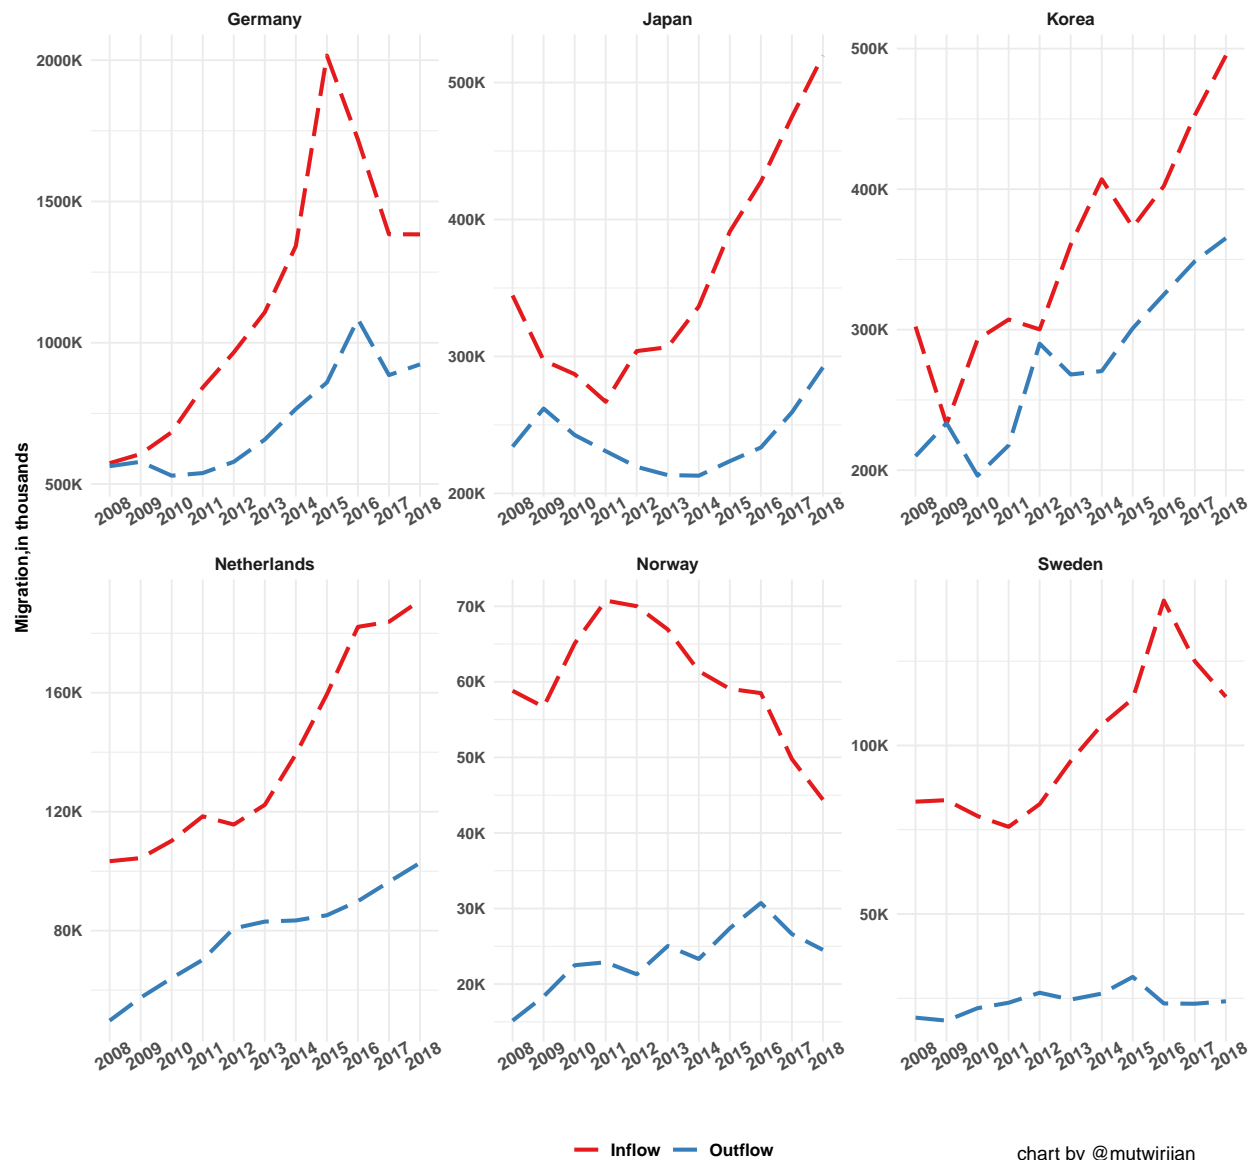 Germany
Japan
Korea
2000K
1500K
1000K
500K
500K
400K
300K
200K
500K
400K
300K
200K
2008 2009 2010 2011 2012 2013 2014 2015 2016 2017 2018
2008 2009 2010 2011 2012 2013 2014 2015 2016 2017 2018
2008 2009 2010 2011 2012 2013 2014 2015 2016 2017 2018
Migration,in thousands
Netherlands
Norway
Sweden
160K
120K
80K
70K
60K
50K
40K
30K
20K
100K
50K
2008 2009 2010 2011 2012 2013 2014 2015 2016 2017 2018
2008 2009 2010 2011 2012 2013 2014 2015 2016 2017 2018
2008 2009 2010 2011 2012 2013 2014 2015 2016 2017 2018
Inflow Outflow
chart by @mutwiriian